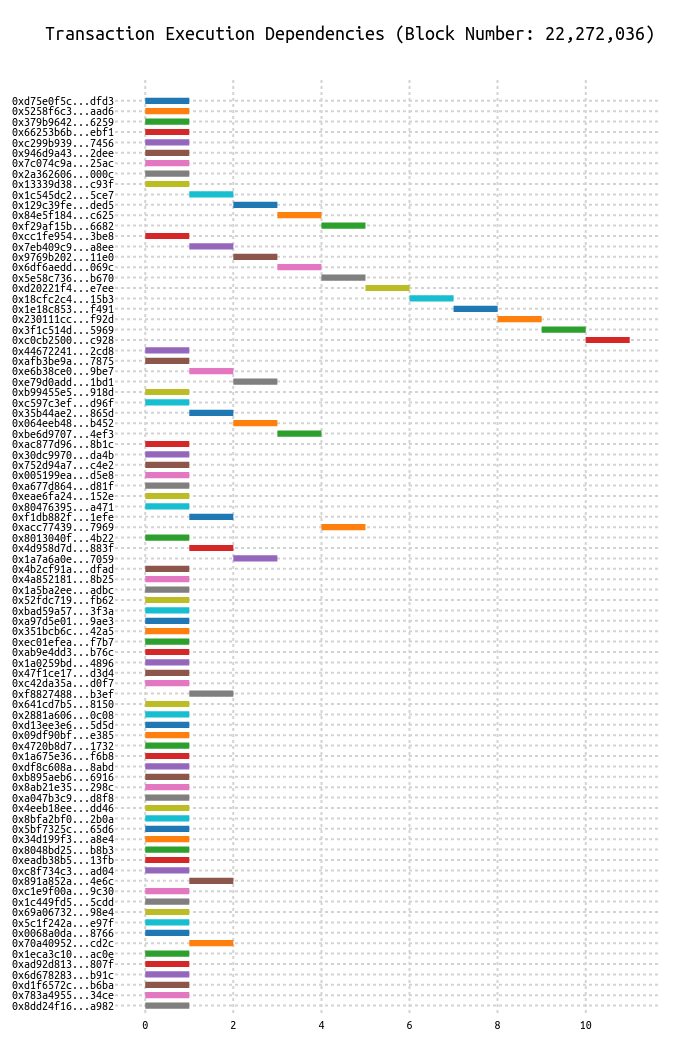 Transaction Execution Dependencies (Block Number: 22,272,036)
0xd75e0f5c...dfd3
0x5258f6c3...aad6
0x379b9642...6259
0x66253b6b...ebf1
0xc299b939...7456
0x946d9a43...2dee
0x7c074c9a...25ac
0x2a362606...000c
0x13339d38...c93f
0x1c545dc2...5ce7
0x129c39fe...ded5
0x84e5f184...c625
0xf29af15b...6682
0xcc1fe954...3be8
0x7eb409c9...a8ee
0x9769b202...11e0
0x6df6aedd...069c
0x5e58c736...b670
0xd20221f4...e7ee
0x18cfc2c4...15b3
0x1e18c853...f491
0x230111cc...f92d
0x3f1c514d...5969
0xc0cb2500...c928
0x44672241...2cd8
0xafb3be9a...7875
0xe6b38ce0...9be7
0xe79d0add...1bd1
0xb99455e5...918d
0xc597c3ef...d96f
0x35b44ae2...865d
0x064eeb48...b452
0xbe6d9707...4ef3
0xac877d96...8b1c
0x30dc9970...da4b
0x752d94a7...c4e2
0x005199ea...d5e8
0xa677d864...d81f
0xeae6fa24...152e
0x80476395...a471
0xf1db882f...1efe
0xacc77439...7969
0x8013040f...4b22
0x4d958d7d...883f
0x1a7a6a0e...7059
0x4b2cf91a...dfad
0x4a852181...8b25
0x1a5ba2ee...adbc
0x52fdc719...fb62
0xbad59a57...3f3a
0xa97d5e01...9ae3
0x351bcb6c...42a5
0xec01efea...f7b7
0xab9e4dd3...b76c
0x1a0259bd...4896
0x47f1ce17...d3d4
0xc42da35a...d0f7
0xf8827488...b3ef
0x641cd7b5...8150
0x2881a606...0c08
0xd13ee3e6...5d5d
0x09df90bf...e385
0x4720b8d7...1732
0x1a675e36...f6b8
0xdf8c608a...8abd
0xb895aeb6...6916
0x8ab21e35...298c
0xa047b3c9...d8f8
0x4eeb18ee...dd46
0x8bfa2bf0...2b0a
0x5bf7325c...65d6
0x34d199f3...a8e4
0x8048bd25...b8b3
0xeadb38b5...13fb
0xc8f734c3...ad04
0x891a852a...4e6c
0xc1e9f00a...9c30
0x1c449fd5...5cdd
0x69a06732...98e4
0x5c1f242a...e97f
0x0068a0da...8766
0x70a40952...cd2c
0x1eca3c10...ac0e
0xad92d813...807f
0x6d678283...b91c
0xd1f6572c...b6ba
0x783a4955...34ce
0x8dd24f16...a982
0 2 4 6 8 10